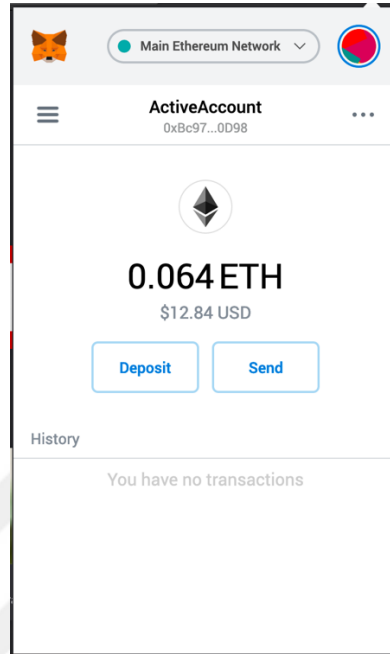 Main Ethereum Network
ActiveAccount
0xBc97...0D98
0.064 ETH
$12.84 USD
Deposit
Send
History
You have no transactions